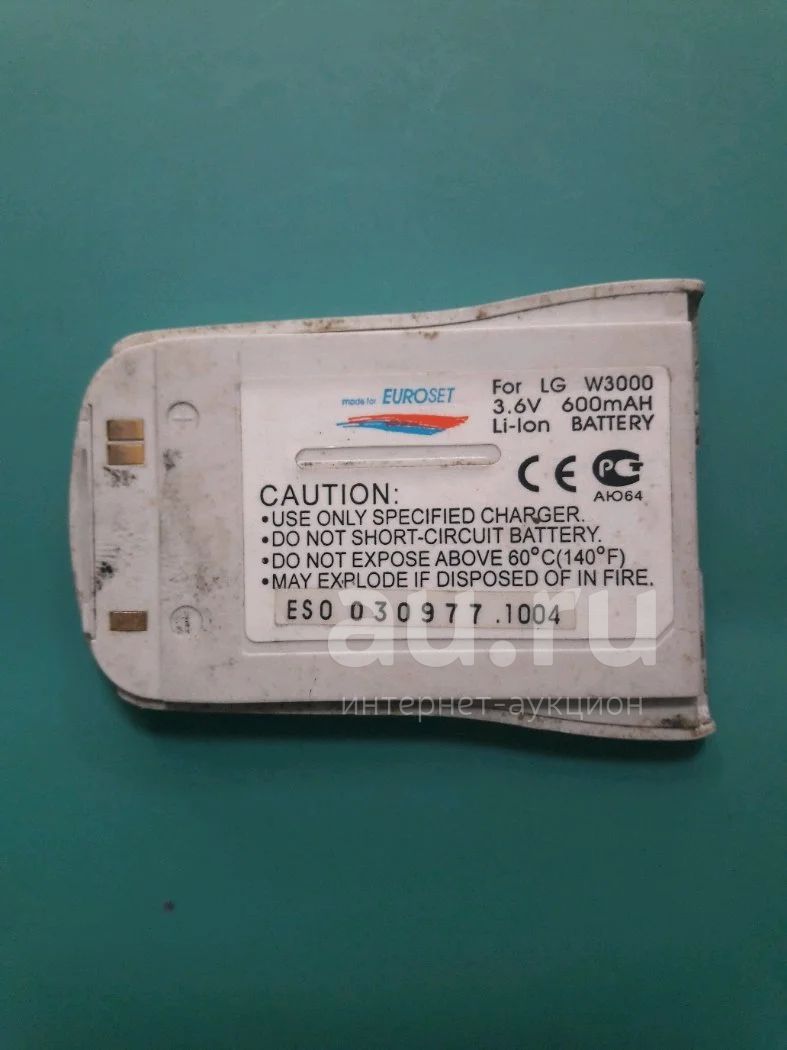 made for EUROSET
For LG W3000
3.6V 600mAH
Li-Ion BATTERY
CE PCT
АЮ64
CAUTION:
•USE ONLY SPECIFIED CHARGER.
•DO NOT SHORT-CIRCUIT BATTERY.
•DO NOT EXPOSE ABOVE 60°C(140°F)
•MAY EXPLODE IF DISPOSED OF IN FIRE.
ESO 030977.1004
au.ru
интернет-аукцион